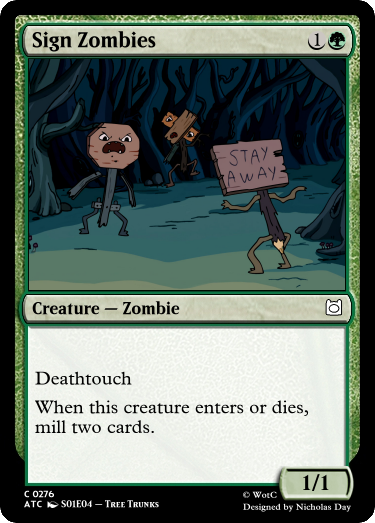 Sign Zombies 1
STAY
AWAY
Creature — Zombie
Deathtouch
When this creature enters or dies,
mill two cards.
1/1
C 0276
ATC S01E04 – Tree Trunks
© WotC
Designed by Nicholas Day